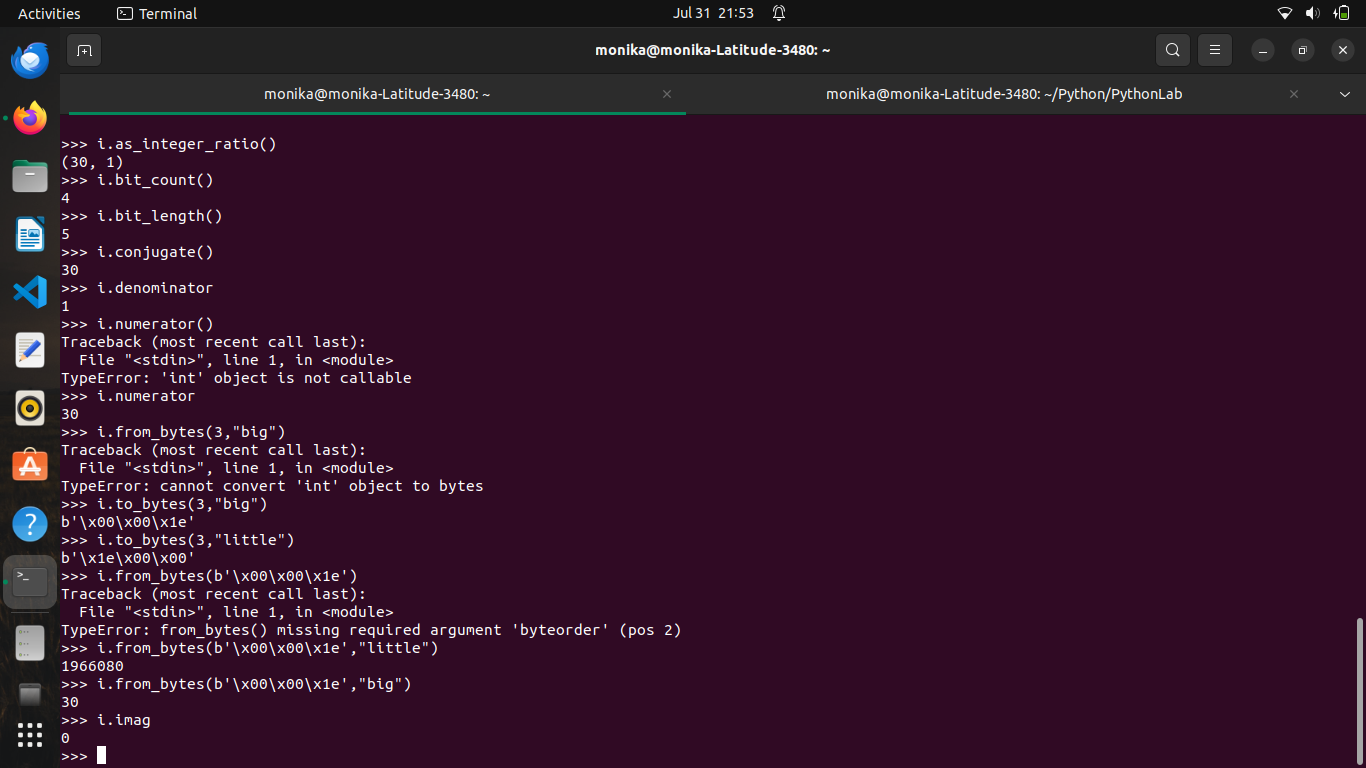 Activities
Terminal
Jul 31 21:53
monika@monika-Latitude-3480: ~
monika@monika-Latitude-3480: ~
monika@monika-Latitude-3480: ~/Python/PythonLab
>>> i.as_integer_ratio()
(30, 1)
>>> i.bit_count()
4
>>> i.bit_length()
5
>>> i.conjugate()
30
>>> i.denominator
1
>>> i.numerator()
Traceback (most recent call last):
  File "<stdin>", line 1, in <module>
TypeError: 'int' object is not callable
>>> i.numerator
30
>>> i.from_bytes(3,"big")
Traceback (most recent call last):
  File "<stdin>", line 1, in <module>
TypeError: cannot convert 'int' object to bytes
>>> i.to_bytes(3,"big")
b'\x00\x00\x1e'
>>> i.to_bytes(3,"little")
b'\x1e\x00\x00'
>>> i.from_bytes(b'\x00\x00\x1e')
Traceback (most recent call last):
  File "<stdin>", line 1, in <module>
TypeError: from_bytes() missing required argument 'byteorder' (pos 2)
>>> i.from_bytes(b'\x00\x00\x1e',"little")
1966080
>>> i.from_bytes(b'\x00\x00\x1e',"big")
30
>>> i.imag
0
>>>